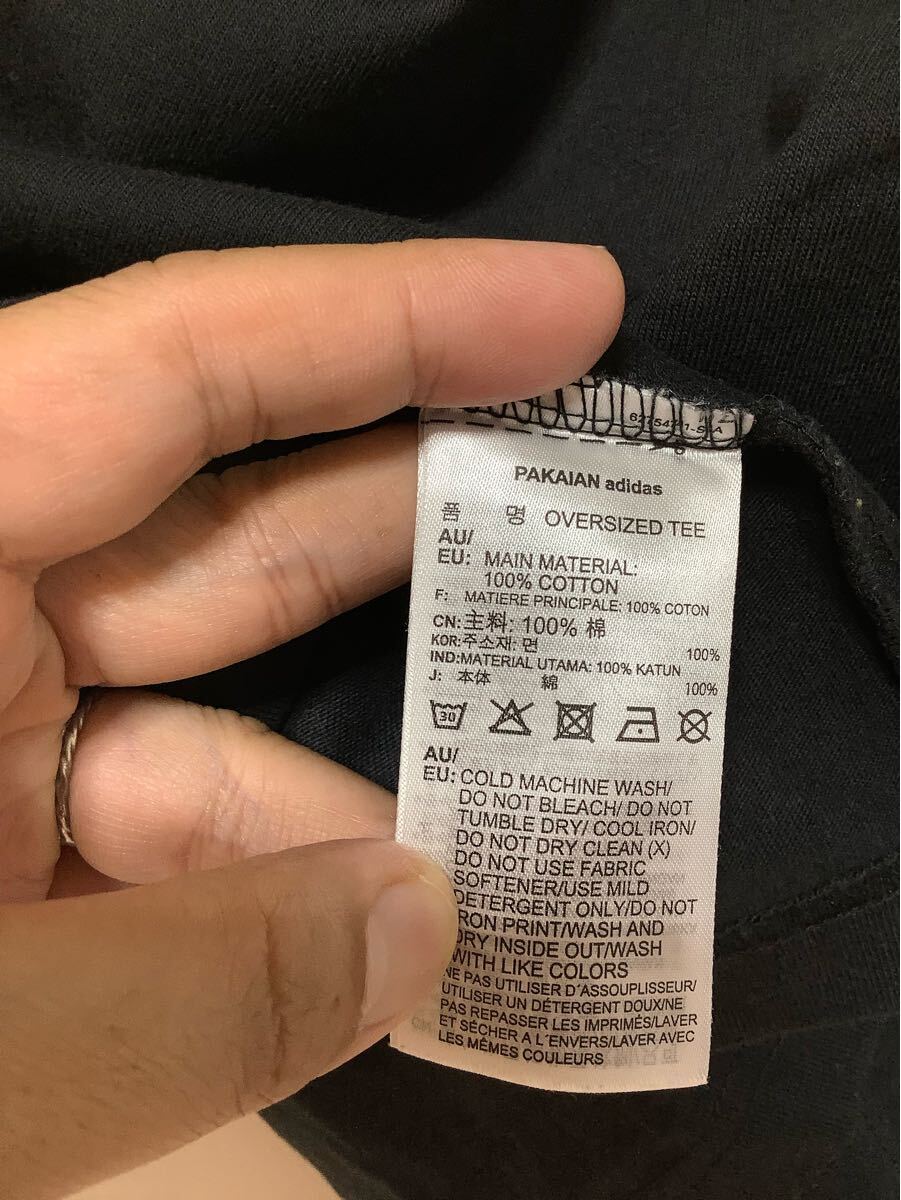 PAKAIAN adidas
품 명 OVERSIZED TEE
AU/
EU: MAIN MATERIAL:
100% COTTON
F: MATIERE PRINCIPALE: 100% COTON
CN:主料: 100% 棉
KOR:주소재: 면 100%
IND:MATERIAL UTAMA: 100% KATUN
J: 本体 綿 100%
30
AU/
EU: COLD MACHINE WASH/
DO NOT BLEACH/ DO NOT
TUMBLE DRY/ COOL IRON/
DO NOT DRY CLEAN (X)
DO NOT USE FABRIC
SOFTENER/USE MILD
DETERGENT ONLY/DO NOT
IRON PRINT/WASH AND
DRY INSIDE OUT/WASH
WITH LIKE COLORS
NE PAS UTILISER D´ASSOUPLISSEUR/
UTILISER UN DÉTERGENT DOUX/NE
PAS REPASSER LES IMPRIMÉS/LAVER
ET SÉCHER A L´ENVERS/LAVER AVEC
LES MÊMES COULEURS